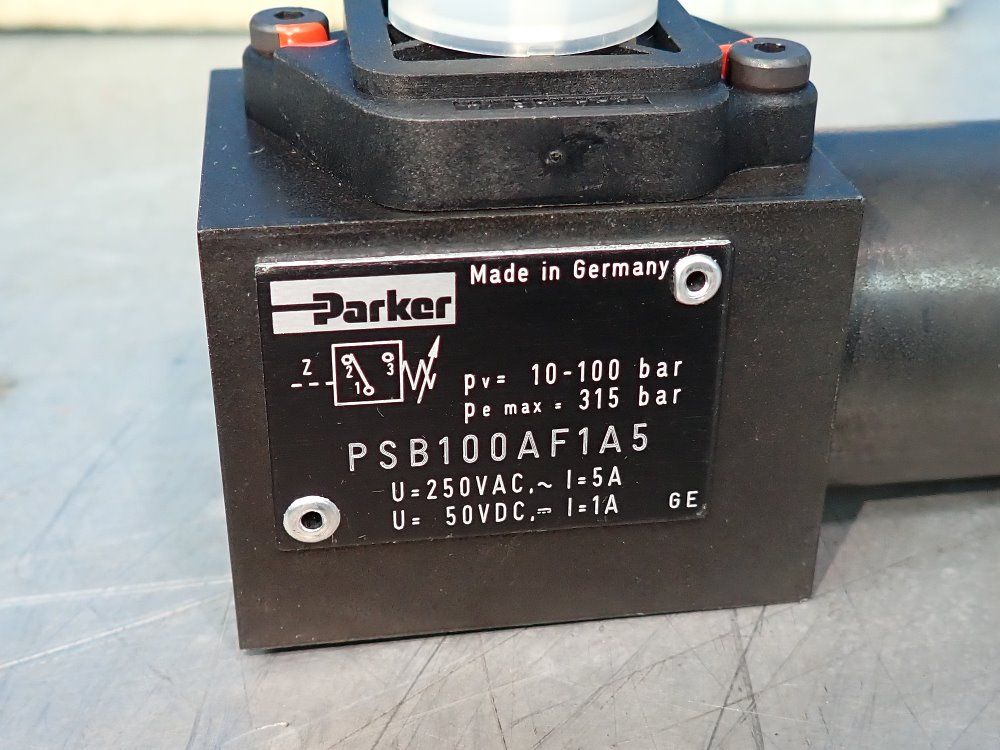 Made in Germany
Parker
Z
2 3
1
pv= 10-100 bar
pe max = 315 bar
PSB100AF1A5
U=250VAC,~ I=5A
U= 50VDC,⎓ I=1A
GE